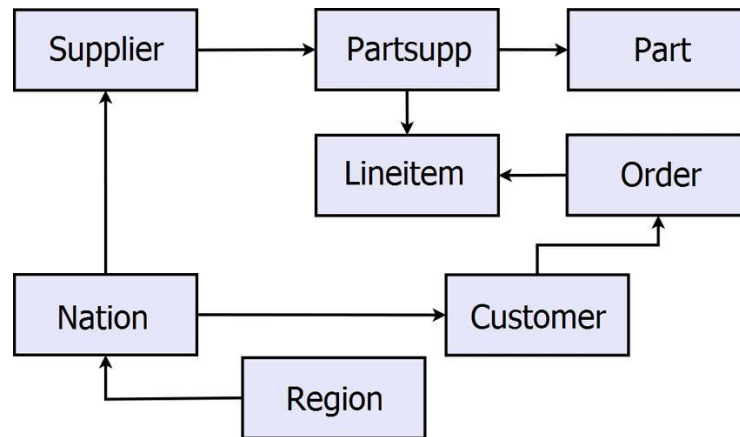 Supplier
Partsupp
Part
Lineitem
Order
Nation
Customer
Region